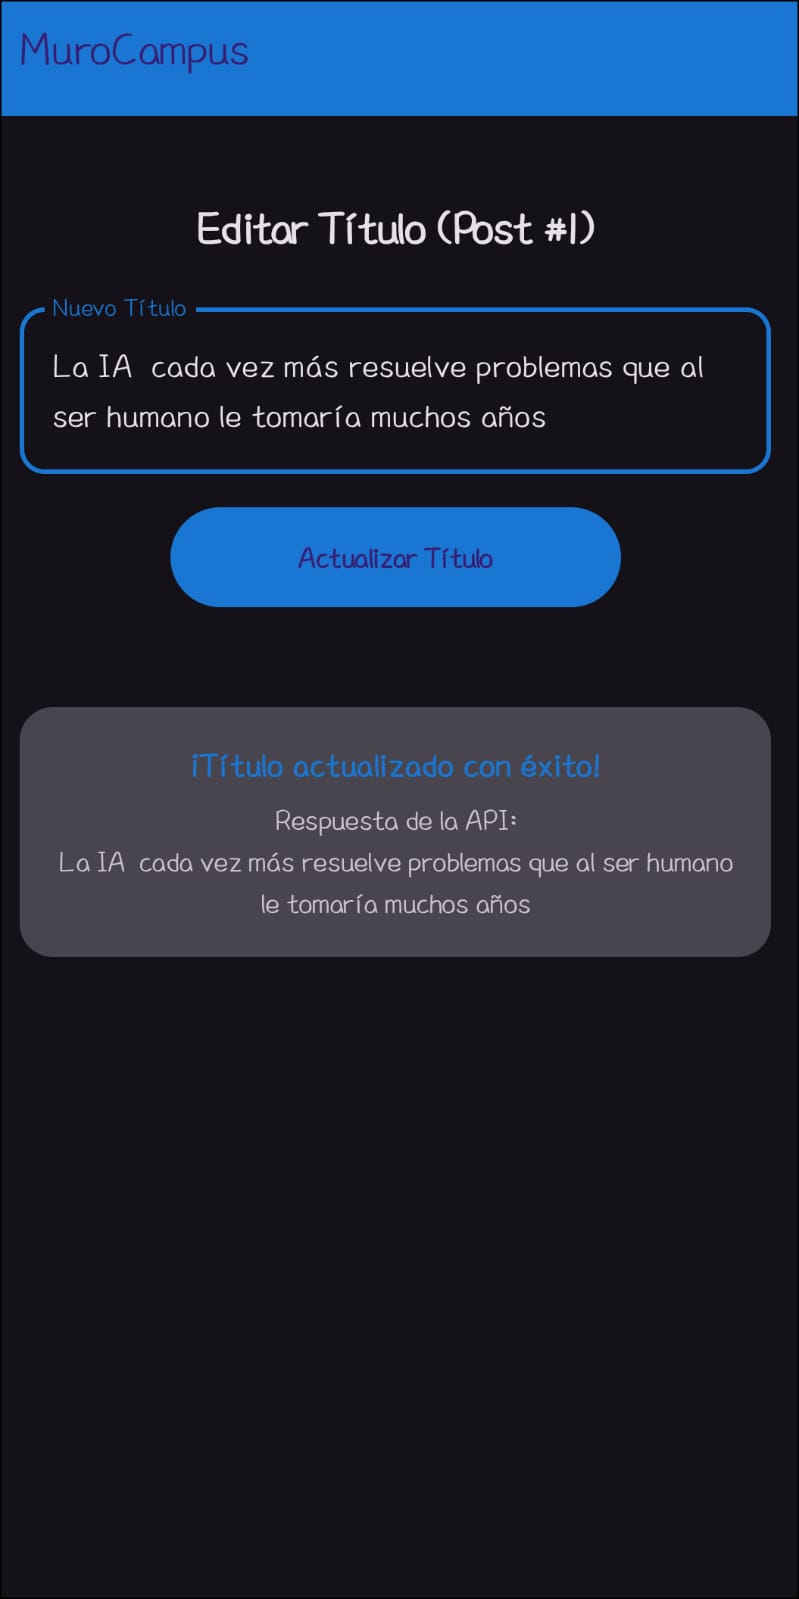 MuroCampus
Editar Título (Post #1)
Nuevo Título
La IA  cada vez más resuelve problemas que al
ser humano le tomaría muchos años
Actualizar Título
¡Título actualizado con éxito!
Respuesta de la API:
La IA  cada vez más resuelve problemas que al ser humano
le tomaría muchos años